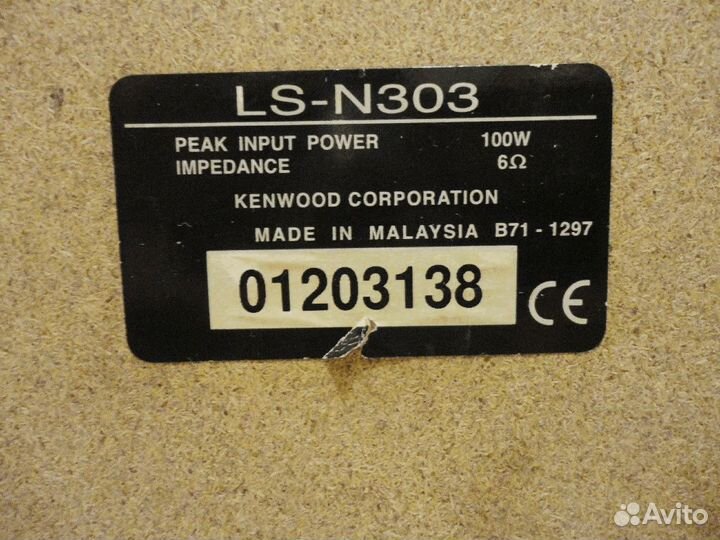 LS-N303
PEAK INPUT POWER 100W
IMPEDANCE 6Ω
KENWOOD CORPORATION
MADE IN MALAYSIA B71 - 1297
01203138 CE
Avito